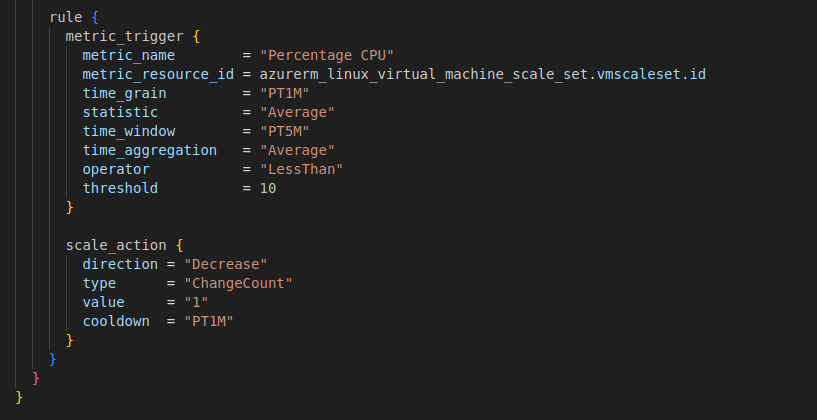 rule {
metric_trigger {
metric_name        = "Percentage CPU"
metric_resource_id = azurerm_linux_virtual_machine_scale_set.vmscaleset.id
time_grain         = "PT1M"
statistic          = "Average"
time_window        = "PT5M"
time_aggregation   = "Average"
operator           = "LessThan"
threshold          = 10
}
scale_action {
direction = "Decrease"
type      = "ChangeCount"
value     = "1"
cooldown  = "PT1M"
}
}
}
}